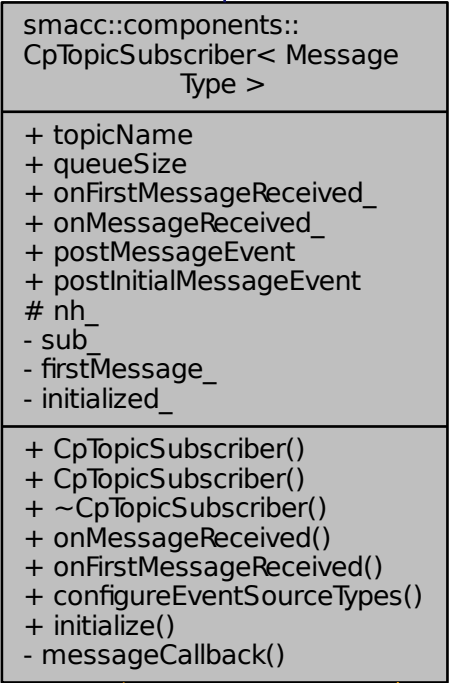 smacc::components::
CpTopicSubscriber< Message
Type >
+ topicName
+ queueSize
+ onFirstMessageReceived_
+ onMessageReceived_
+ postMessageEvent
+ postInitialMessageEvent
# nh_
- sub_
- firstMessage_
- initialized_
+ CpTopicSubscriber()
+ CpTopicSubscriber()
+ ~CpTopicSubscriber()
+ onMessageReceived()
+ onFirstMessageReceived()
+ configureEventSourceTypes()
+ initialize()
- messageCallback()